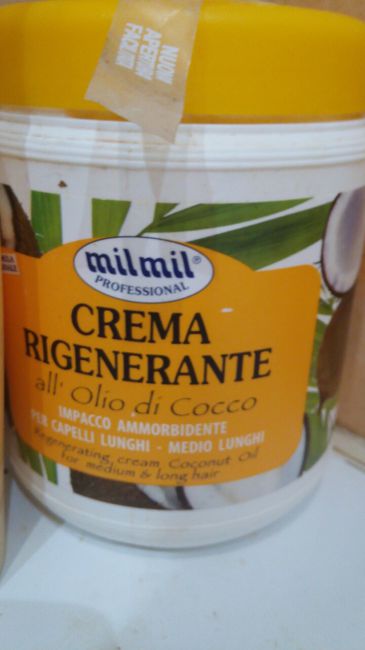 NUOVA
APERTURA
FACILITATA
milmil®
PROFESSIONAL
CREMA
RIGENERANTE
all'Olio di Cocco
IMPACCO AMMORBIDENTE
PER CAPELLI LUNGHI - MEDIO LUNGHI
Regenerating cream Coconut Oil
for medium & long hair